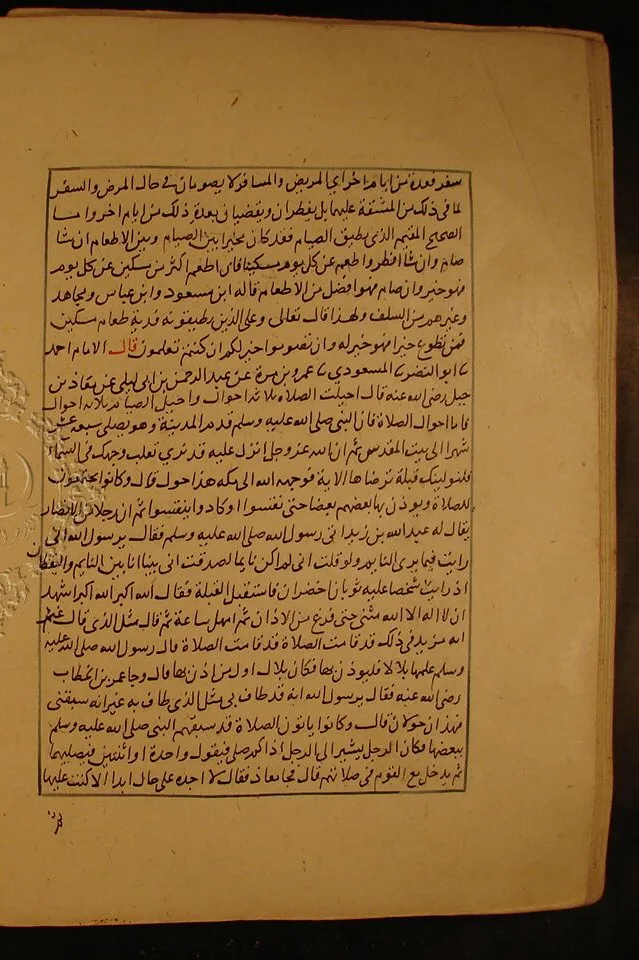 سفر فعدة من ايام اخر اي المريض والمسافر لا يصومان في حال المرض والسفر
لما في ذلك من المشقة عليهما بل يفطران ويقضيان بعدة ذلك من ايام اخر واما
الصحيح المقيم الذي يطيق الصيام فقد كان مخيرا بين الصيام وبين الاطعام ان شا
صام وان شا افطر واطعم عن كل يوم مسكينا فان اطعم اكثر من مسكين عن كل يوم
فهو خير وان صام فهو افضل من الاطعام قاله ابن مسعود وابن عباس ومجاهد
وغيرهم من السلف ولهذا قال تعالى وعلى الذين يطيقونه فدية طعام مسكين
فمن تطوع خيرا فهو خير له وان تصوموا خير لكم ان كنتم تعلمون قال الامام احمد
ابو النضر المسعودي عمرو بن مرة عن عبد الرحمن بن ابي ليلى عن معاذ بن
جبل رضي الله عنه قال احيلت الصلاة ثلاثة احوال واحيل الصيام ثلاثة احوال
فاما احوال الصلاة فان النبي صلى الله عليه وسلم قدم المدينة وهو يصلي سبعة عشر
شهرا الى بيت المقدس ثم ان الله عز وجل انزل عليه قد نرى تقلب وجهك في السماء
فلنولينك قبلة ترضاها الاية فوجهه الله الى مكة هذا حول قال وكانوا يجتمعون
للصلاة ويوذن بها بعضهم بعضا حتى نقسوا او كادوا ينقسوا ثم ان رجلا من الانصار
يقال له عبد الله بن زيد اتى رسول الله صلى الله عليه وسلم فقال يرسول الله اني
رايت فيما يرى النايم ولو قلت اني لم اكن نايما لصدقت اني بينا انا بين النايم واليقظان
اذ رايت شخصا عليه ثوبان خضران فاستقبل القبلة فقال الله اكبر الله اكبر اشهد
ان لا اله الا الله مثنى حتى فرغ من الاذان ثم امهل ساعة ثم قال مثل الذي قال غير
انه يزيد في ذلك قد قامت الصلاة قد قامت الصلاة قال رسول الله صلى الله عليه
وسلم علمها بلالا فليوذن بها فكان بلال اول من اذن بها قال وجا عمر بن الخطاب
رضي الله عنه فقال يرسول الله انه قد طاف بي مثل الذي طاف به غير انه سبقني
فهذان حولان قال وكانوا ياتون الصلاة قد سبقهم النبي صلى الله عليه وسلم
ببعضها فكان الرجل يشير الى الرجل اذا كم صلى فيقول واحدة او اثنتين فيصليهما
ثم يدخل مع القوم في صلاتهم قال فجا معاذ فقال لا اجده على حال ابدا الا كنت عليها